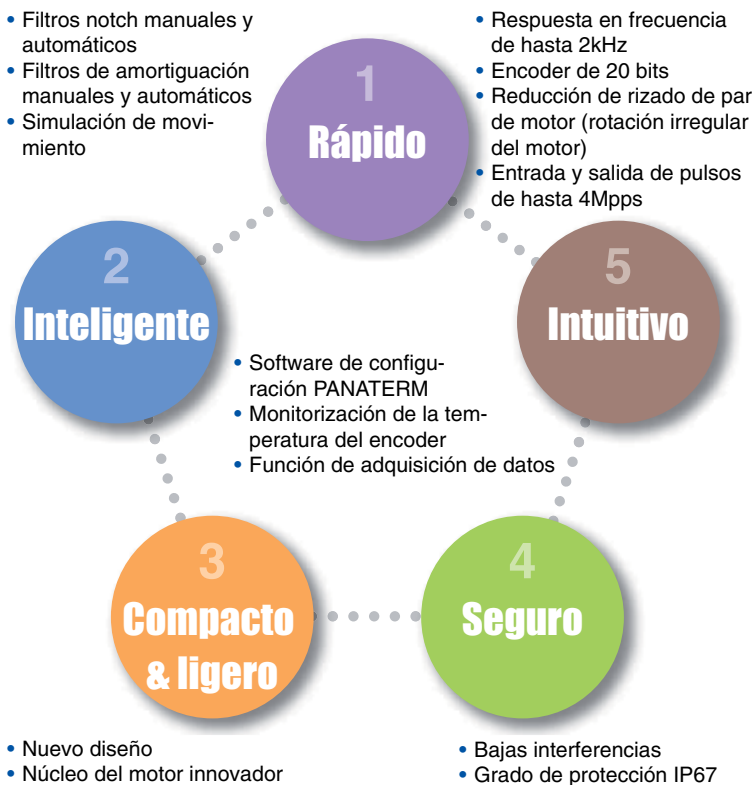 • Filtros notch manuales y
automáticos
• Filtros de amortiguación
manuales y automáticos
• Simulación de movi-
miento
1
Rápido
• Respuesta en frecuencia
de hasta 2kHz
• Encoder de 20 bits
• Reducción de rizado de par
de motor (rotación irregular
del motor)
• Entrada y salida de pulsos
de hasta 4Mpps
2
Inteligente
5
Intuitivo
• Software de configu-
ración PANATERM
• Monitorización de la tem-
peratura del encoder
• Función de adquisición de datos
3
Compacto
& ligero
4
Seguro
• Nuevo diseño
• Núcleo del motor innovador
• Bajas interferencias
• Grado de protección IP67